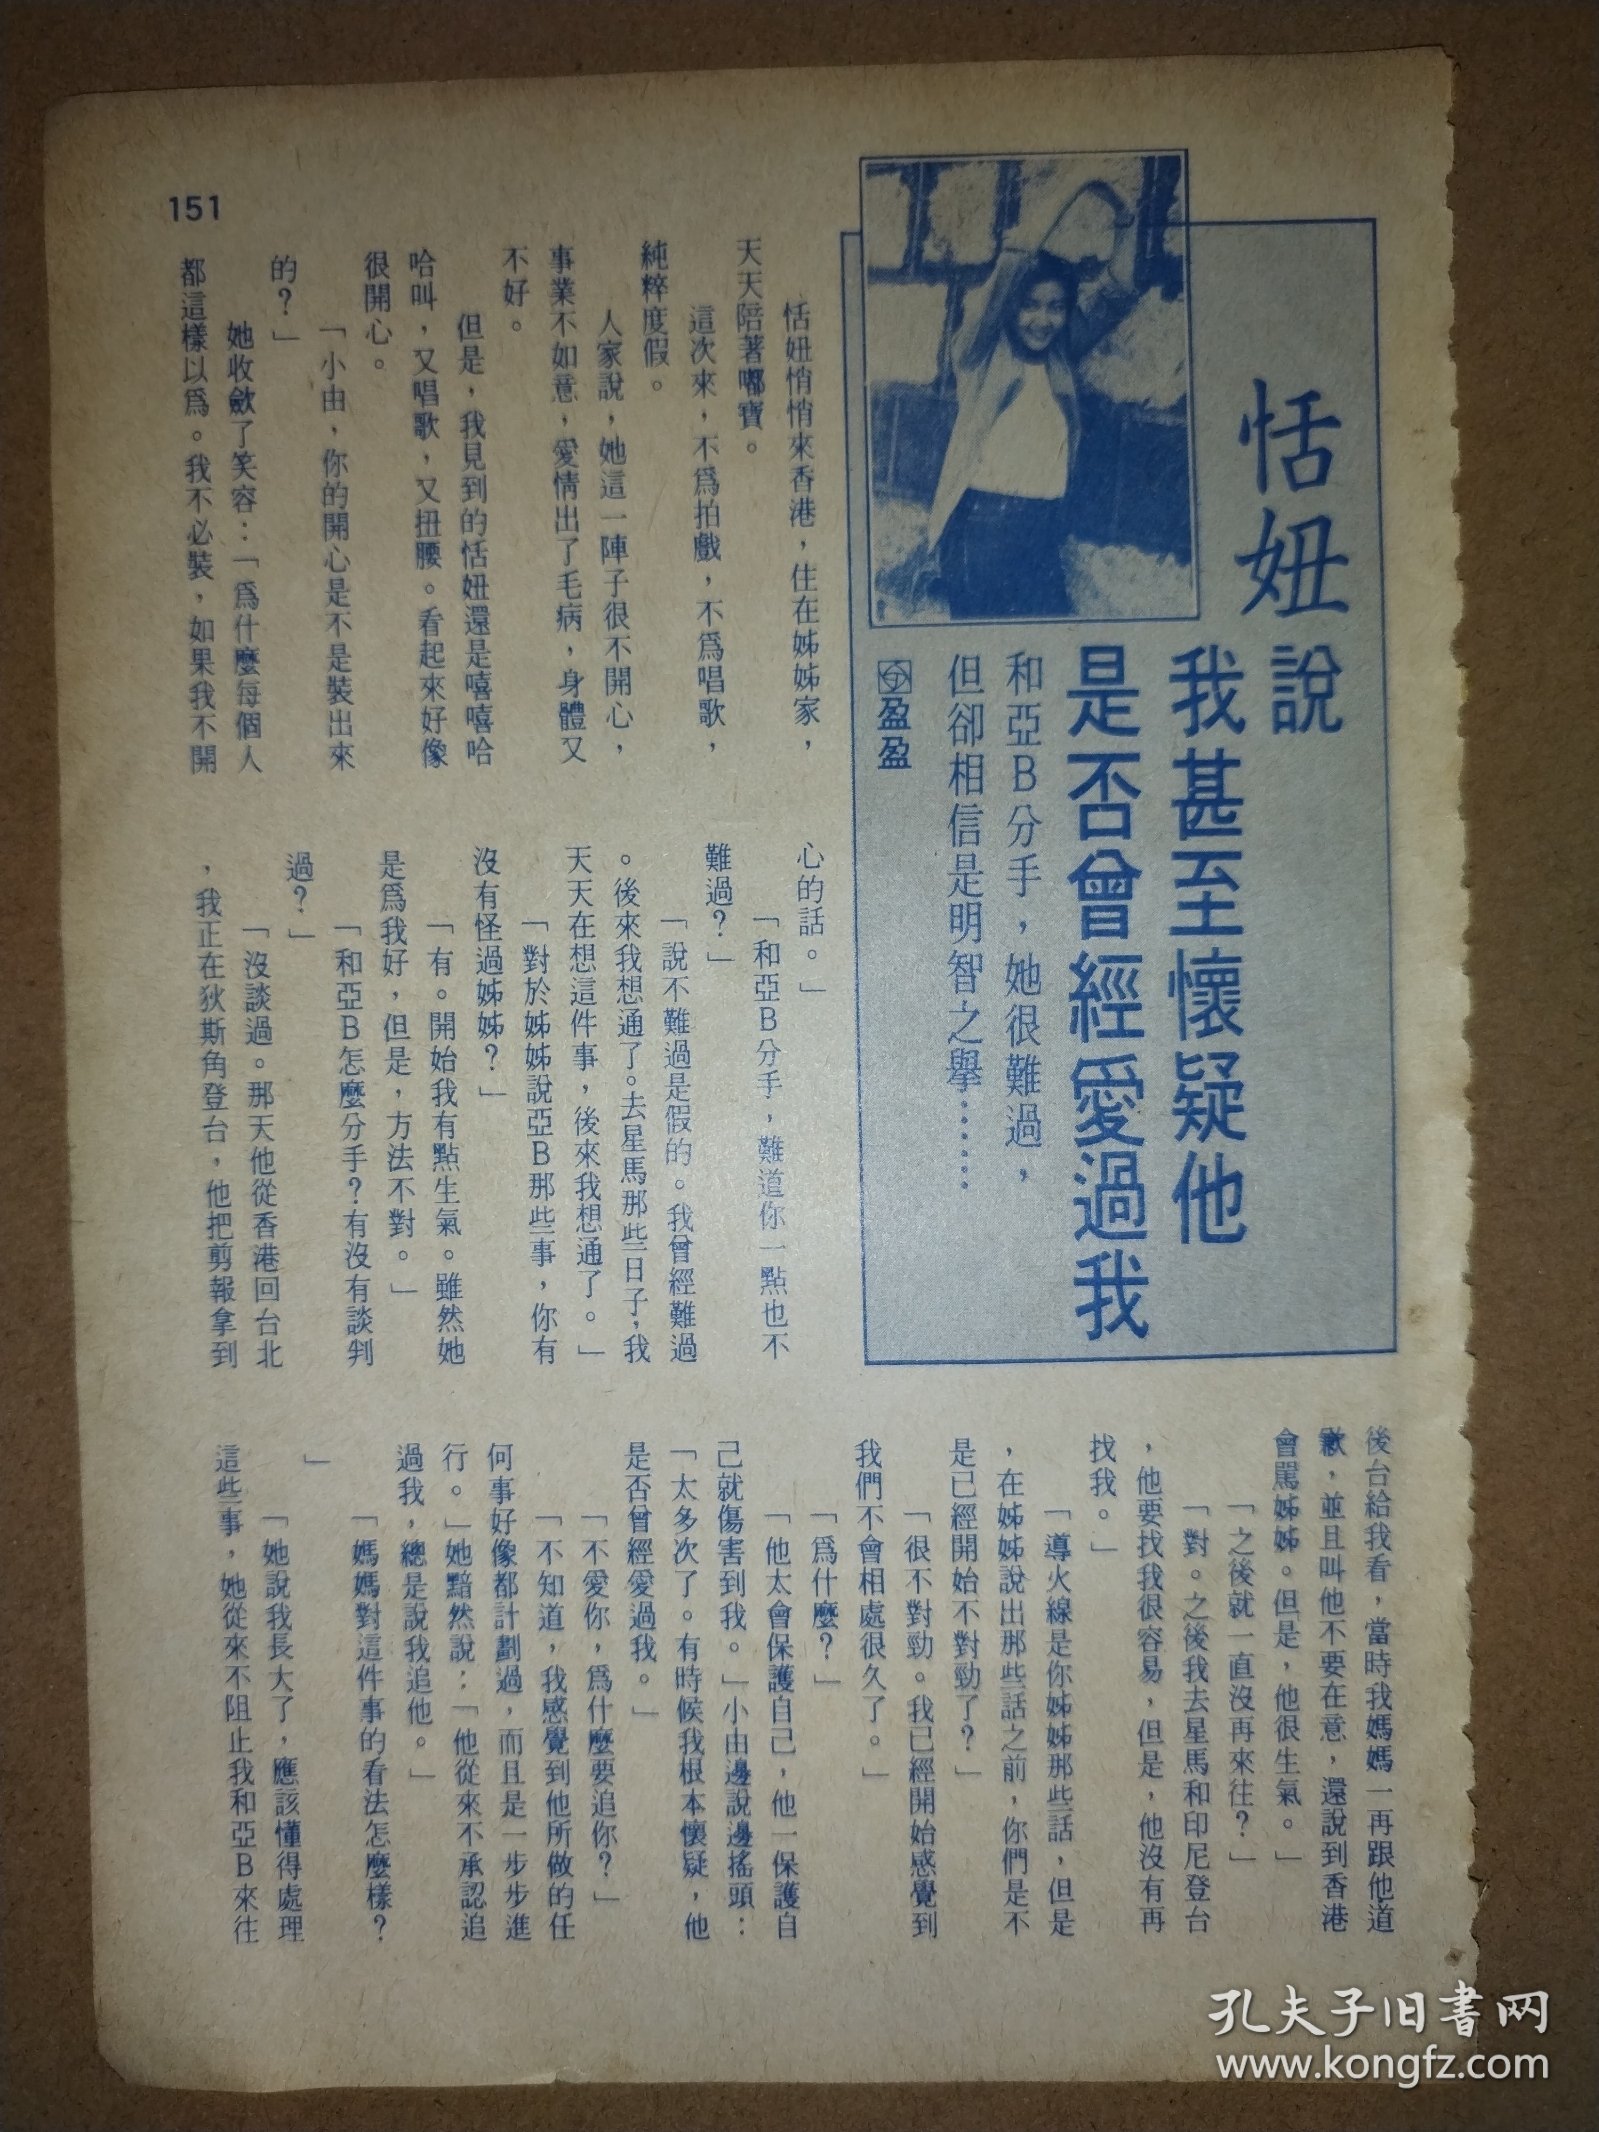 恬妞
說
我甚至懷疑他
是否曾經愛過我
和亞B分手，她很難過，
但卻相信是明智之舉……
盈盈
恬妞悄悄來香港，住在姊姊家，
天天陪著嘟寶。
這次來，不爲拍戲，不爲唱歌，
純粹度假。
人家說，她這一陣子很不開心，
事業不如意，愛情出了毛病，身體又
不好。
但是，我見到的恬妞還是嘻嘻哈
哈叫，又唱歌，又扭腰。看起來好像
很開心。
「小由，你的開心是不是裝出來
的？」
她收歛了笑容：「爲什麼每個人
都這樣以爲。我不必裝，如果我不開
心的話。」
「和亞B分手，難道你一點也不
難過？」
「說不難過是假的。我曾經難過
。後來我想通了。去星馬那些日子，我
天天在想這件事，後來我想通了。」
「對於姊姊說亞B那些事，你有
沒有怪過姊姊？」
「有。開始我有點生氣。雖然她
是爲我好，但是，方法不對。」
「和亞B怎麼分手？有沒有談判
過？」
「沒談過。那天他從香港回台北
，我正在狄斯角登台，他把剪報拿到
後台給我看，當時我媽媽一再跟他道
歉，並且叫他不要在意，還說到香港
會駡姊姊。但是，他很生氣。」
「之後就一直沒再來往？」
「對。之後我去星馬和印尼登台
，他要找我很容易，但是，他沒有再
找我。」
「導火線是你姊姊那些話，但是
，在姊姊說出那些話之前，你們是不
是已經開始不對勁了？」
「很不對勁。我已經開始感覺到
我們不會相處很久了。」
「爲什麼？」
「他太會保護自己，他一保護自
己就傷害到我。」小由邊說邊搖頭：
「太多次了。有時候我根本懷疑，他
是否曾經愛過我。」
「不愛你，爲什麼要追你？」
「不知道，我感覺到他所做的任
何事好像都計劃過，而且是一步步進
行。」她黯然說：「他從來不承認追
過我，總是說我追他。」
「媽媽對這件事的看法怎麼樣？
」
「她說我長大了，應該懂得處理
這些事，她從來不阻止我和亞B來往
151
孔夫子旧书网
www.kongfz.com